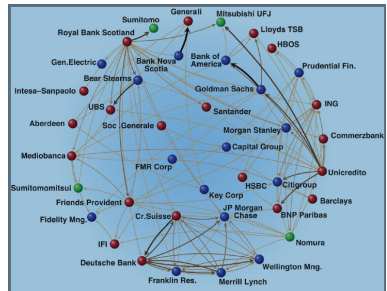 Generali
Sumitomo
Mitsubishi UFJ
Royal Bank Scotland
Lloyds TSB
HBOS
Bank Nova
Scotia
Bank of
America
Gen.Electric
Prudential Fin.
Bear Stearns
Goldman Sachs
Intesa-Sanpaolo
UBS
Santander
ING
Aberdeen
Soc .Generale
Morgan Stanley
Commerzbank
Capital Group
Mediobanca
FMR Corp
Unicredito
HSBC
Citigroup
Sumitomomitsui
Key Corp
Barclays
Friends Provident
JP Morgan
Chase
BNP Paribas
Cr.Suisse
Fidelity Mng.
Nomura
IFI
Deutsche Bank
Wellington Mng.
Franklin Res.
Merrill Lynch